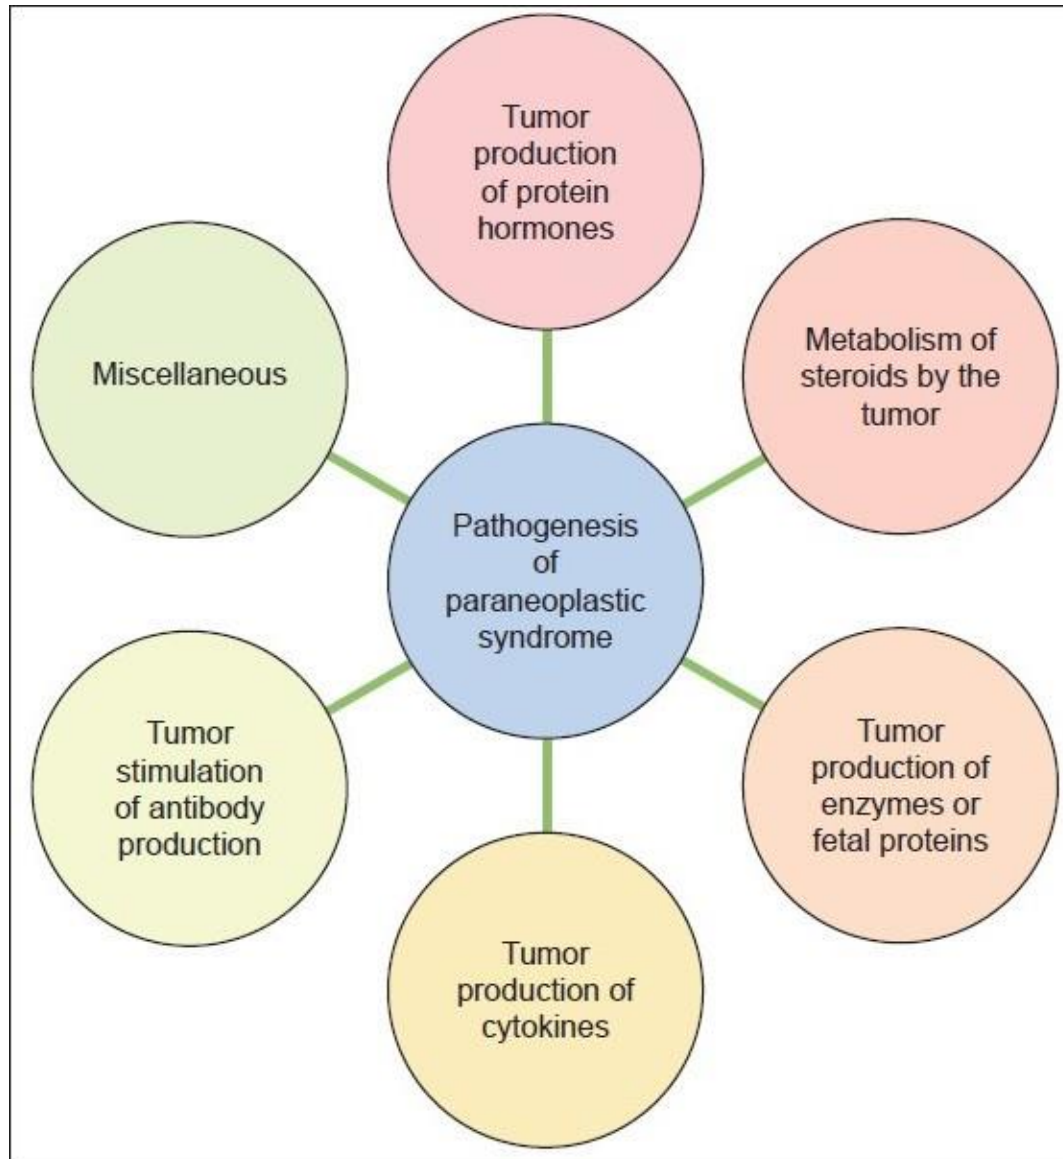 Tumor
production
of protein
hormones
Metabolism of
steroids by the
tumor
Miscellaneous
Pathogenesis
of
paraneoplastic
syndrome
Tumor
stimulation
of antibody
production
Tumor
production of
enzymes or
fetal proteins
Tumor
production of
cytokines